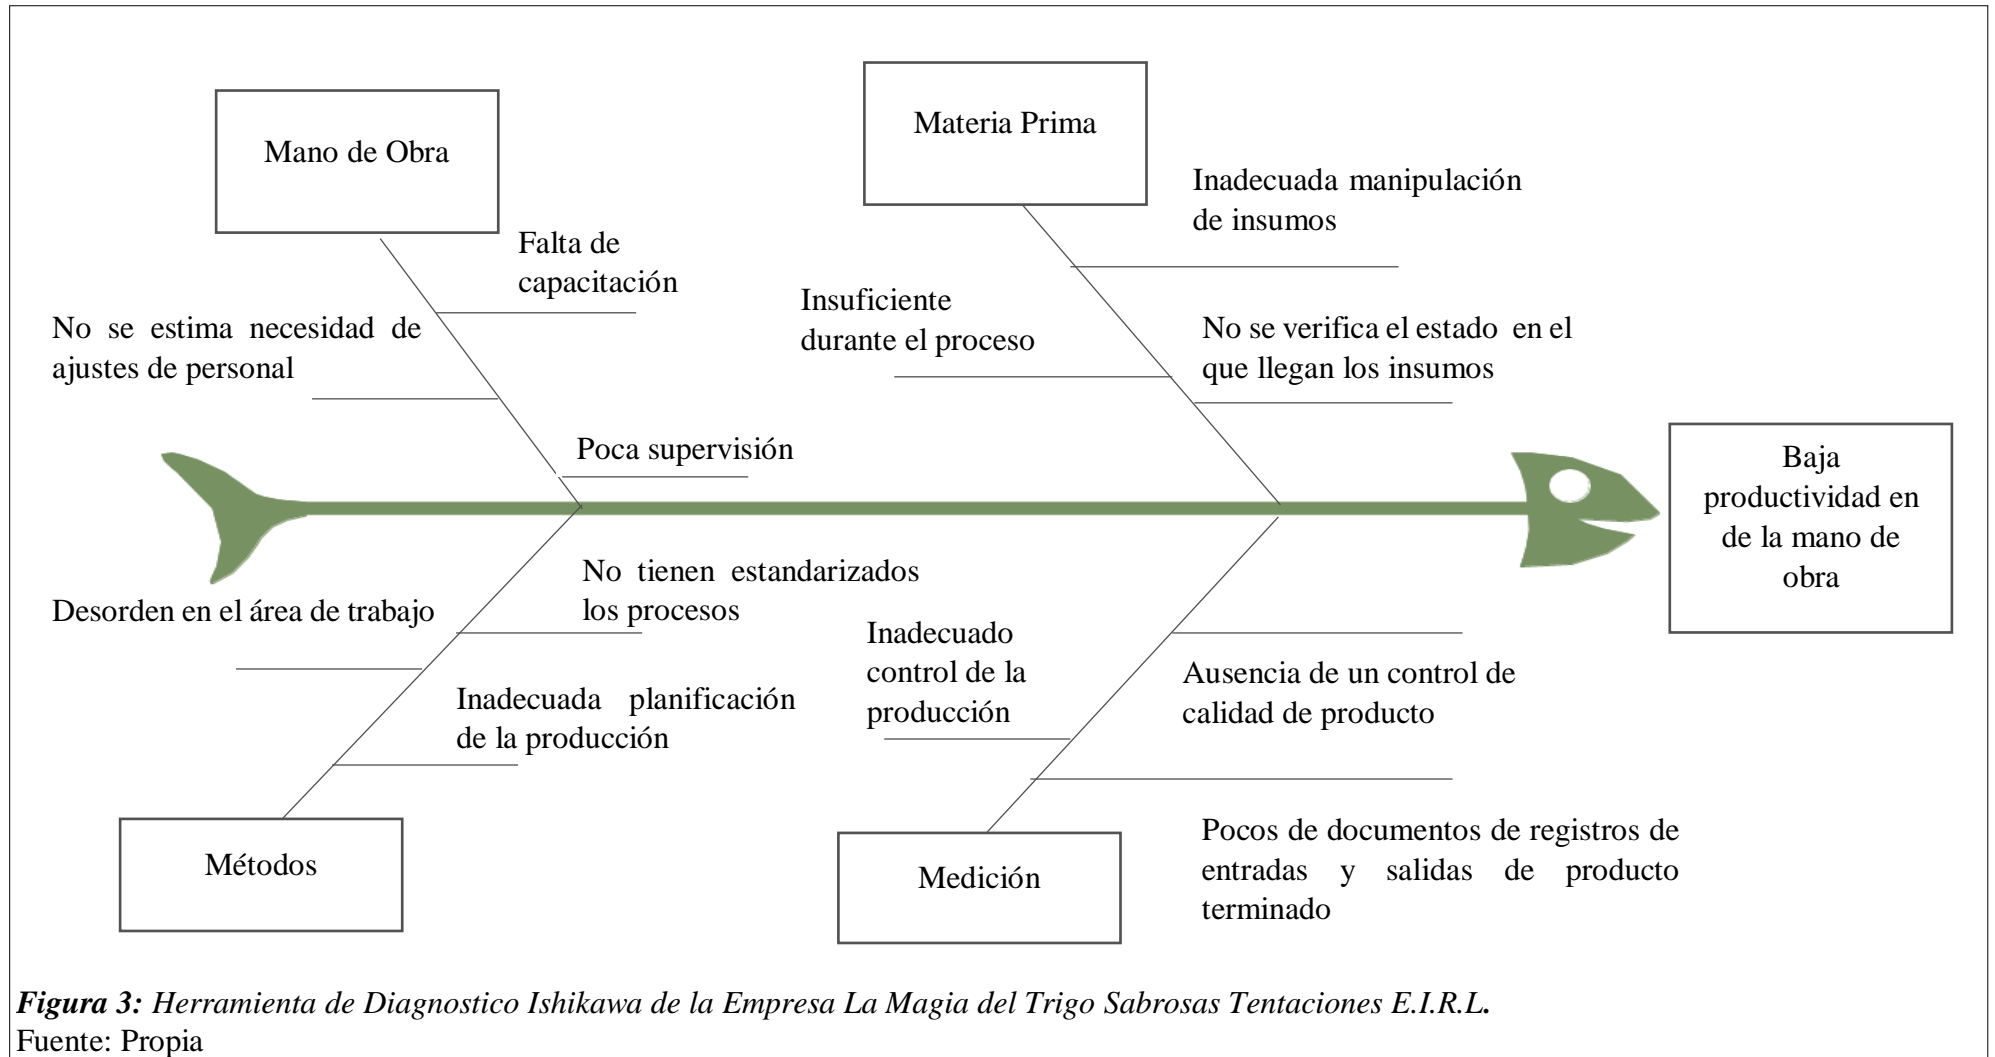 Mano de Obra
Materia Prima
Falta de
capacitación
No se estima necesidad de
ajustes de personal
Poca supervisión
Inadecuada manipulación
de insumos
Insuficiente
durante el proceso
No se verifica el estado en el
que llegan los insumos
Baja
productividad en
de la mano de
obra
Desorden en el área de trabajo
No tienen estandarizados
los procesos
Inadecuada planificación
de la producción
Inadecuado
control de la
producción
Ausencia de un control de
calidad de producto
Pocos de documentos de registros de
entradas y salidas de producto
terminado
Métodos
Medición
Figura 3: Herramienta de Diagnostico Ishikawa de la Empresa La Magia del Trigo Sabrosas Tentaciones E.I.R.L.
Fuente: Propia